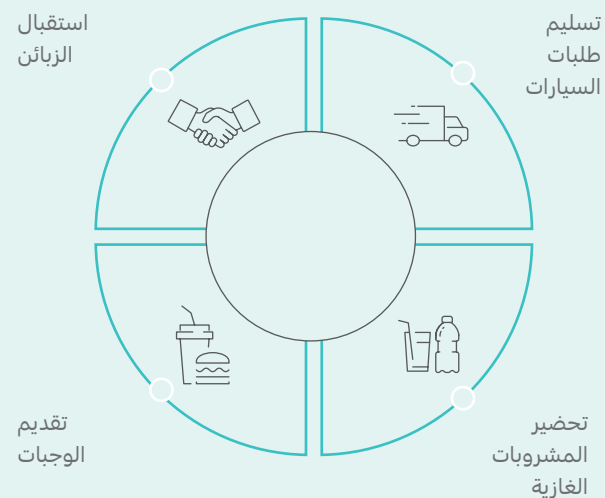 تسليم
طلبات
السيارات
استقبال
الزبائن
تحضير
المشروبات
الغازية
تقديم
الوجبات